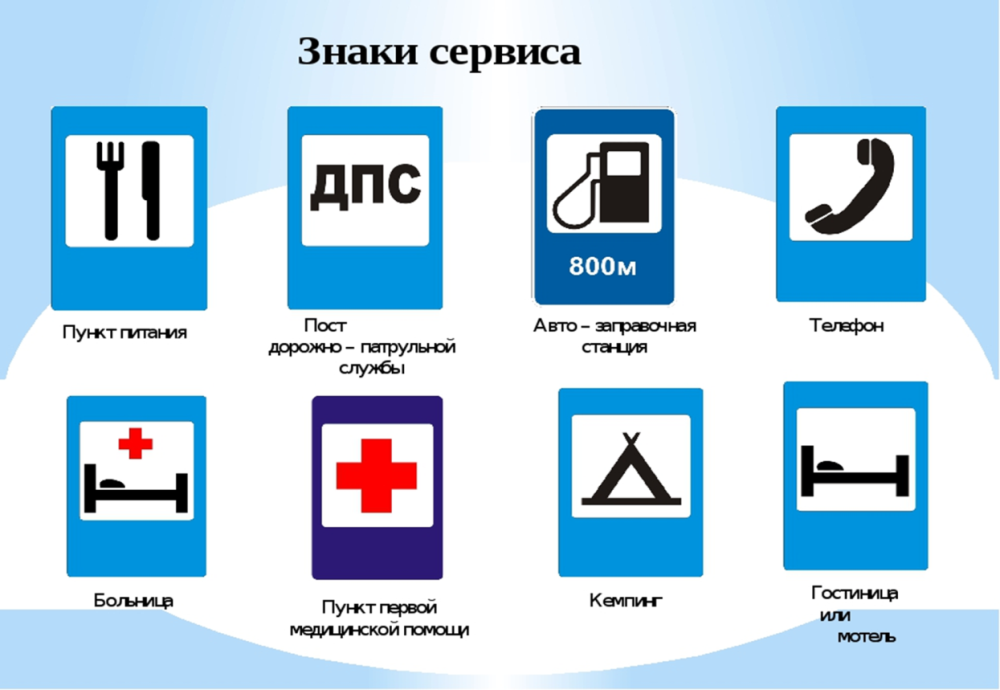 Знаки сервиса
ДПС
800м
Пункт питания
Пост
дорожно – патрульной
службы
Авто – заправочная
станция
Телефон
Больница
Пункт первой
медицинской помощи
Кемпинг
Гостиница
или
мотель